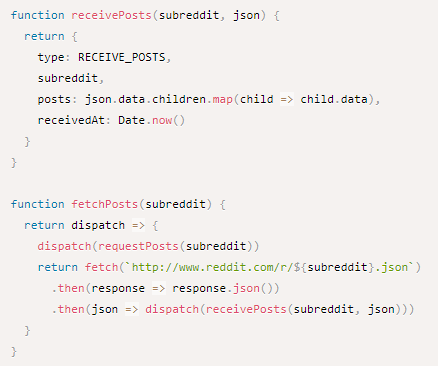 function receivePosts(subreddit, json) {
  return {
    type: RECEIVE_POSTS,
    subreddit,
    posts: json.data.children.map(child => child.data),
    receivedAt: Date.now()
  }
}

function fetchPosts(subreddit) {
  return dispatch => {
    dispatch(requestPosts(subreddit))
    return fetch(`http://www.reddit.com/r/${subreddit}.json`)
      .then(response => response.json())
      .then(json => dispatch(receivePosts(subreddit, json)))
  }
}